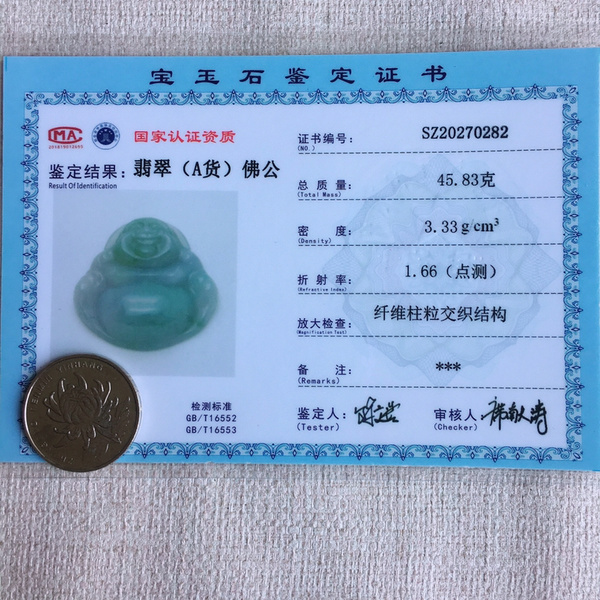 宝玉石鉴定证书
CMA
国家认证资质
鉴定结果：翡翠（A货）佛公
Result Of Identification
证书编号： SZ20270282
(NO.)
总质量： 45.83克
(Total Mass)
密度： 3.33g/cm³
(Density)
折射率： 1.66（点测）
(Refractive index)
放大检查： 纤维柱粒交织结构
(Magnification Test)
备注： ***
(Remarks)
检测标准
GB/T16552
GB/T16553
鉴定人：
(Tester)
审核人：
(Checker)